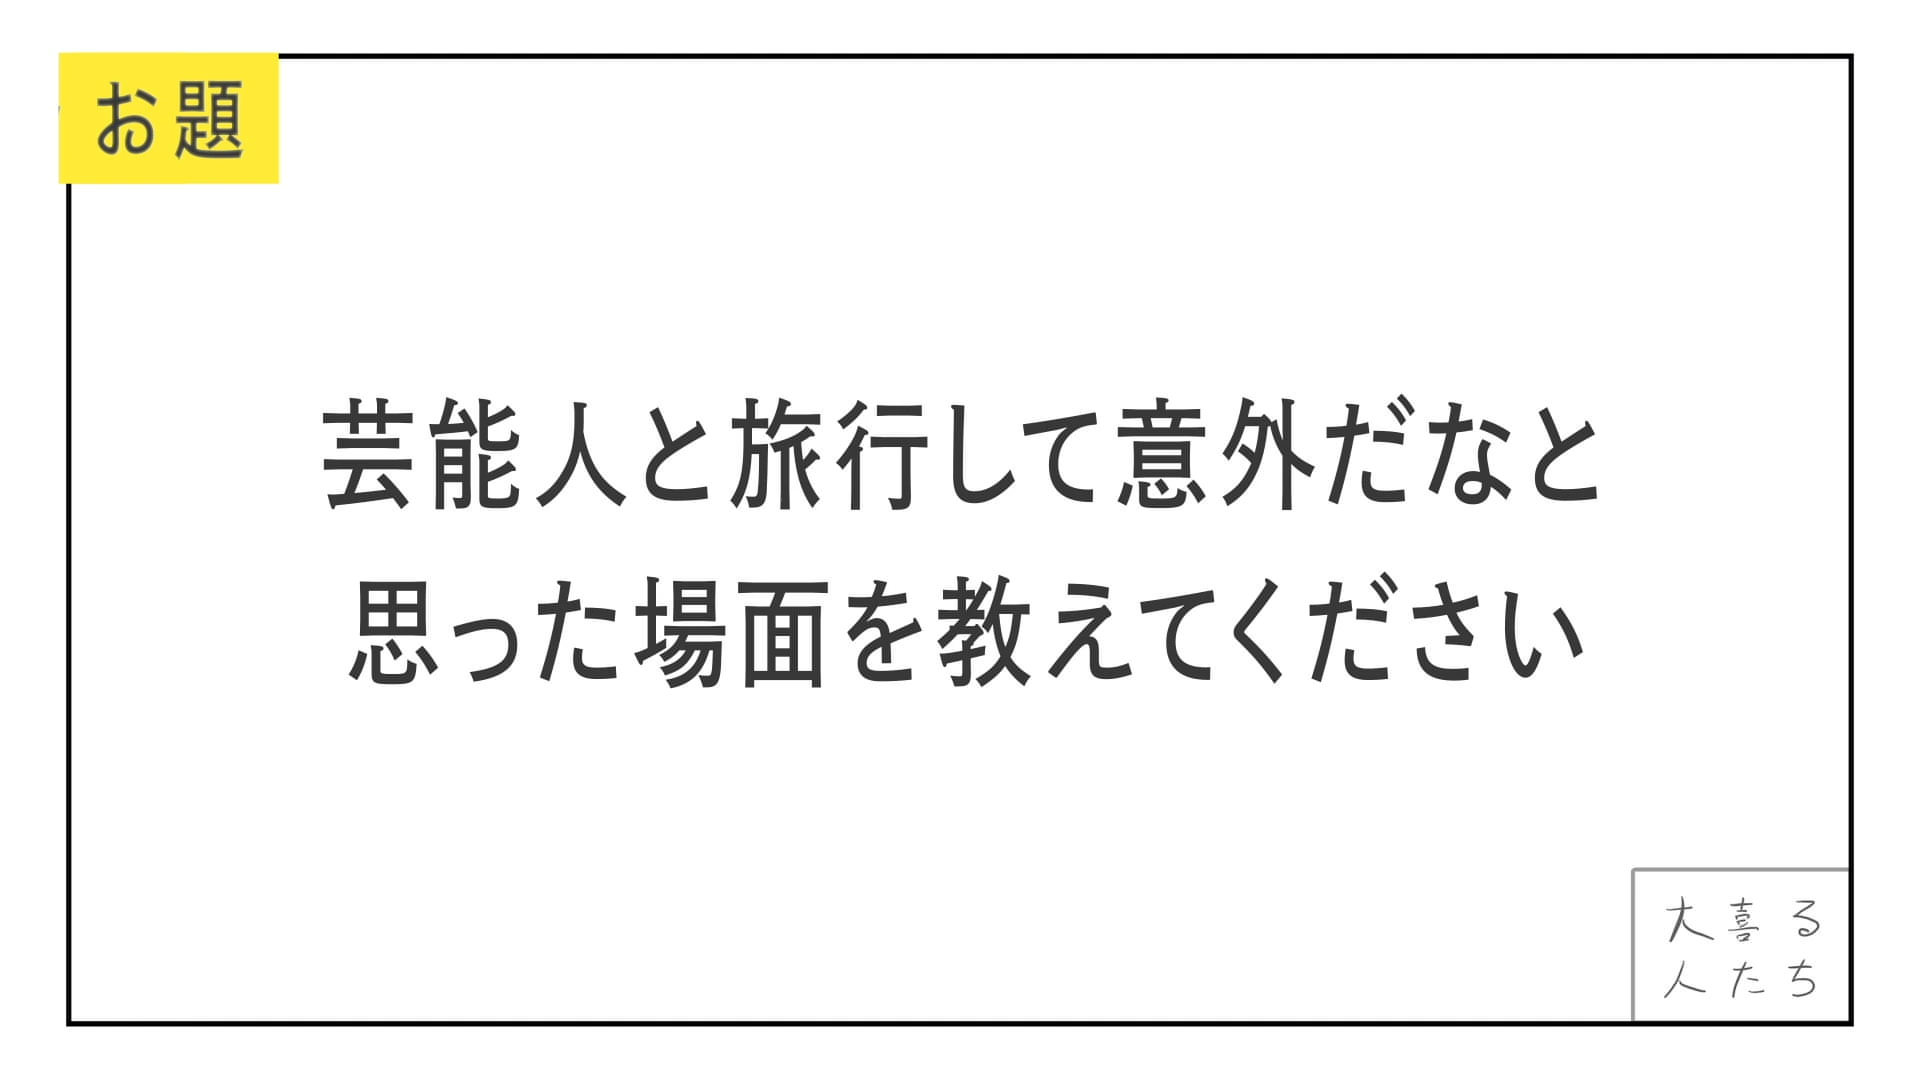 お題
芸能人と旅行して意外だなと
思った場面を教えてください
大喜る
人たち